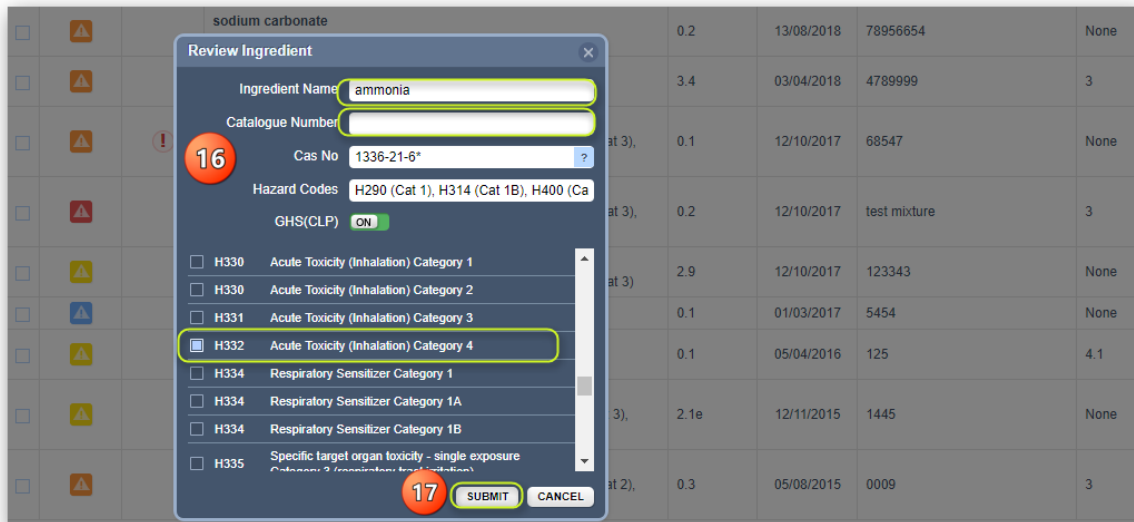 sodium carbonate
0.2 13/08/2018 78956654 None
Review Ingredient
Ingredient Name ammonia
3.4 03/04/2018 4789999 3
Catalogue Number
16
at 3), 0.1 12/10/2017 68547 None
Cas No 1336-21-6* ?
Hazard Codes H290 (Cat 1), H314 (Cat 1B), H400 (Ca
at 3), 0.2 12/10/2017 test mixture 3
GHS(CLP) ON
H330 Acute Toxicity (Inhalation) Category 1
at 3) 2.9 12/10/2017 123343 None
H330 Acute Toxicity (Inhalation) Category 2
H331 Acute Toxicity (Inhalation) Category 3
0.1 01/03/2017 5454 None
H332 Acute Toxicity (Inhalation) Category 4
0.1 05/04/2016 125 4.1
H334 Respiratory Sensitizer Category 1
H334 Respiratory Sensitizer Category 1A
3), 2.1e 12/11/2015 1445 None
H334 Respiratory Sensitizer Category 1B
H335 Specific target organ toxicity - single exposure
Category 3 (respiratory tract irritation)
at 2), 0.3 05/08/2015 0009 3
17
SUBMIT CANCEL